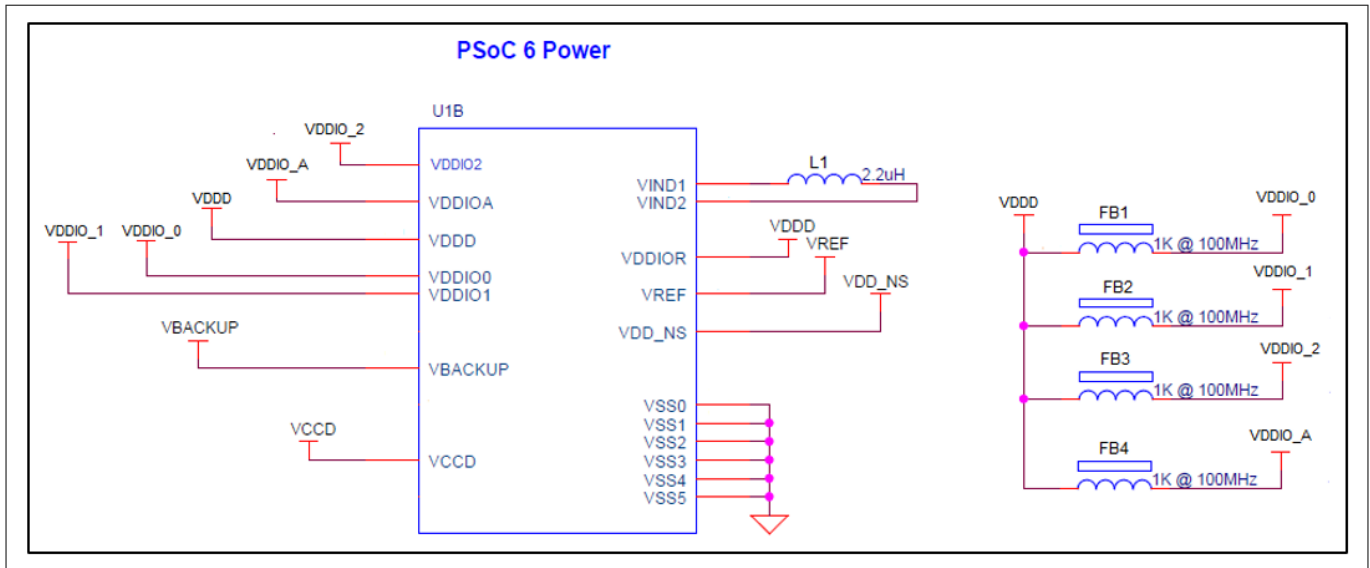 PSoC 6 Power
U1B
VDDIO_2
VDDIO_A
VDDD
VDDIO_1
VDDIO_0
VBACKUP
VCCD
VDDIO2
VDDIOA
VDDD
VDDIO0
VDDIO1
VBACKUP
VCCD
VIND1
VIND2
VDDIOR
VREF
VDD_NS
VSS0
VSS1
VSS2
VSS3
VSS4
VSS5
L1
2.2uH
VDDD
VREF
VDD_NS
VDDD
FB1
1K @ 100MHz
VDDIO_0
FB2
1K @ 100MHz
VDDIO_1
FB3
1K @ 100MHz
VDDIO_2
FB4
1K @ 100MHz
VDDIO_A